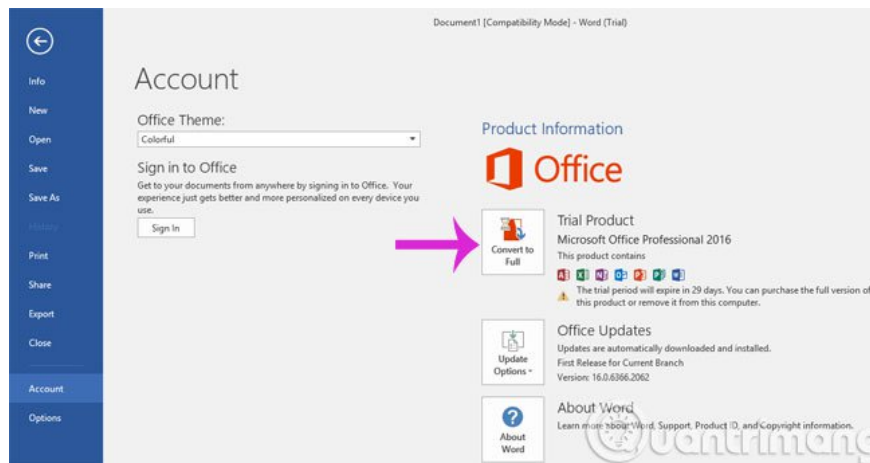 Document1 [Compatibility Mode] - Word (Trial)
Info
New
Open
Save
Save As
History
Print
Share
Export
Close
Account
Options
Account
Office Theme:
Colorful
Sign in to Office
Get to your documents from anywhere by signing in to Office. Your
experience just gets better and more personalized on every device you
use.
Sign In
Product Information
Office
Convert to
Full
Trial Product
Microsoft Office Professional 2016
This product contains
The trial period will expire in 29 days. You can purchase the full version of
this product or remove it from this computer.
Update
Options
Office Updates
Updates are automatically downloaded and installed.
First Release for Current Branch
Version: 16.0.6366.2062
About
Word
About Word
Learn more about Word, Support, Product ID, and Copyright information.
Quantrimang